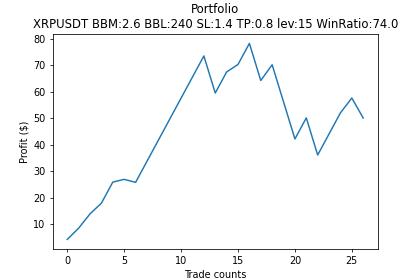 Portfolio
XRPUSDT BBM:2.6 BBL:240 SL:1.4 TP:0.8 lev:15 WinRatio:74.0
80
70
60
50
40
30
20
10
Profit ($)
0 5 10 15 20 25
Trade counts